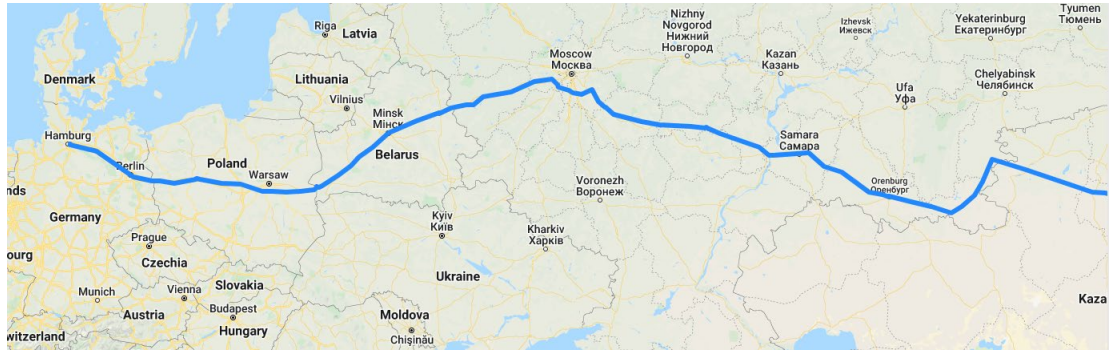 Riga
Latvia
Denmark
Lithuania
Vilnius
Moscow
Москва
Nizhny
Novgorod
Нижний
Новгород
Izhevsk
Ижевск
Yekaterinburg
Екатеринбург
Tyumen
Тюмень
Kazan
Казань
Chelyabinsk
Челябинск
Ufa
Уфа
Minsk
Мінск
Hamburg
Berlin
Poland
Warsaw
Belarus
Samara
Самара
Orenburg
Оренбург
nds
Germany
Voronezh
Воронеж
Kyiv
Київ
Kharkiv
Харків
Prague
Czechia
ourg
Ukraine
Slovakia
Munich
Vienna
Austria
Budapest
Hungary
Moldova
Chișinău
witzerland
Kaza